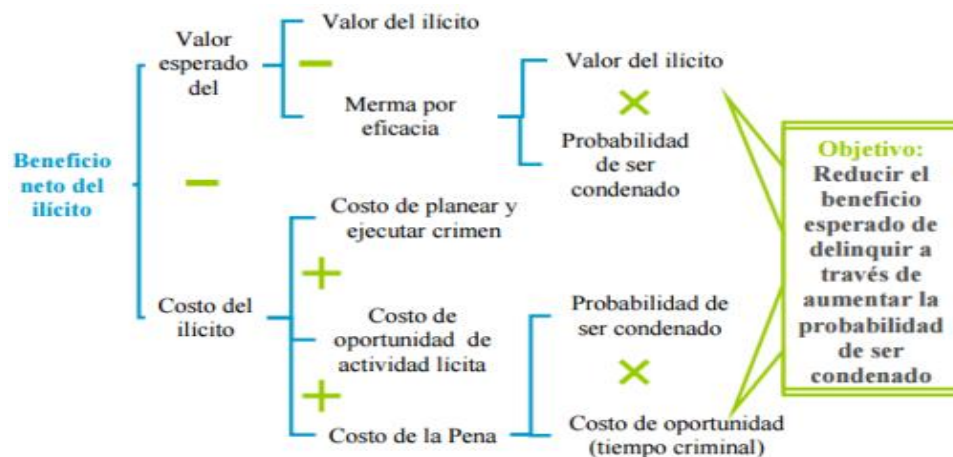 Beneficio
neto del
ilícito
Valor
esperado
del
Valor del ilícito
Merma por
eficacia
Valor del ilícito
Probabilidad
de ser
condenado
Costo del
ilícito
Costo de planear y
ejecutar crimen
Costo de
oportunidad de
actividad lícita
Costo de la Pena
Probabilidad de
ser condenado
Costo de oportunidad
(tiempo criminal)
Objetivo:
Reducir el
beneficio
esperado de
delinquir a
través de
aumentar la
probabilidad
de ser
condenado